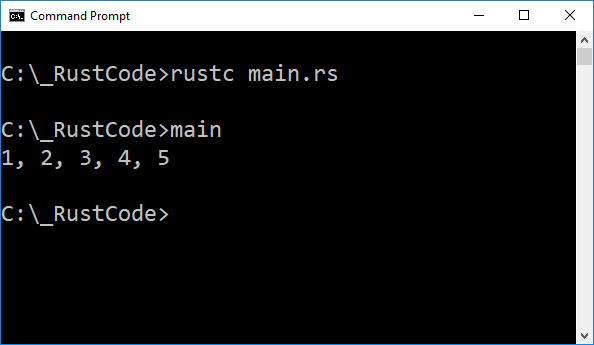 Command Prompt
C:\_RustCode>rustc main.rs
C:\_RustCode>main
1, 2, 3, 4, 5
C:\_RustCode>